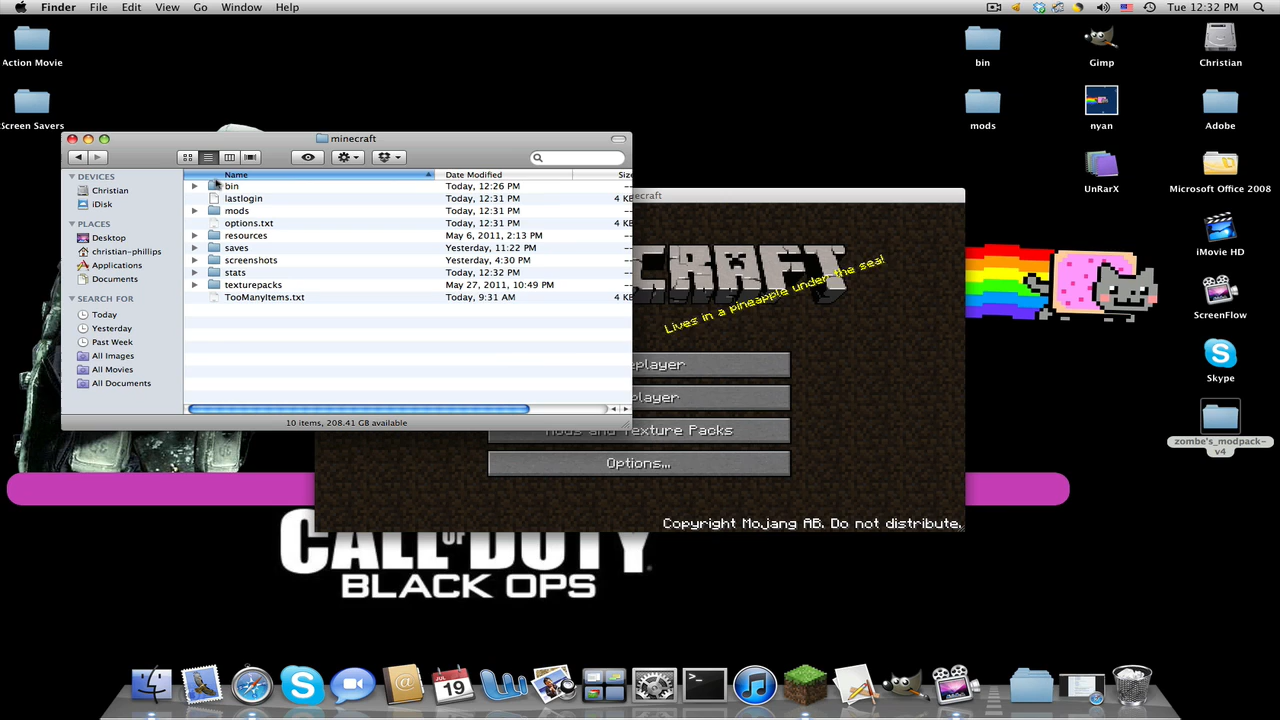 Finder File Edit View Go Window Help Tue 12:32 PM
Action Movie
Screen Savers
bin
Gimp
Christian
mods
nyan
Adobe
UnRarX
Microsoft Office 2008
iMovie HD
ScreenFlow
Skype
zombe's_modpack-
v4
minecraft
DEVICES
Christian
iDisk
PLACES
Desktop
christian-phillips
Applications
Documents
SEARCH FOR
Today
Yesterday
Past Week
All Images
All Movies
All Documents
Name Date Modified Size
bin Today, 12:26 PM --
lastlogin Today, 12:31 PM 4 KB
mods Today, 12:31 PM --
options.txt Today, 12:31 PM 4 KB
resources May 6, 2011, 2:13 PM --
saves Yesterday, 11:22 PM --
screenshots Yesterday, 4:30 PM --
stats Today, 12:32 PM --
texturepacks May 27, 2011, 10:49 PM --
TooManyItems.txt Today, 9:31 AM 4 KB
10 items, 208.41 GB available
ecraft
CRAFT
Lives in a pineapple under the sea!
eplayer
player
Mods and Texture Packs
Options...
Copyright Mojang AB. Do not distribute.
CALL OF DUTY
BLACK OPS
JUL
19